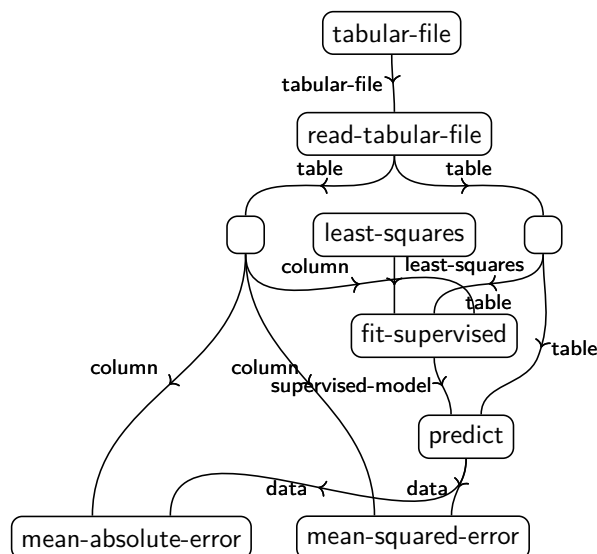 tabular-file
tabular-file
read-tabular-file
table table
least-squares
column least-squares
table
fit-supervised
table
column column
supervised-model
predict
data data
mean-absolute-error mean-squared-error